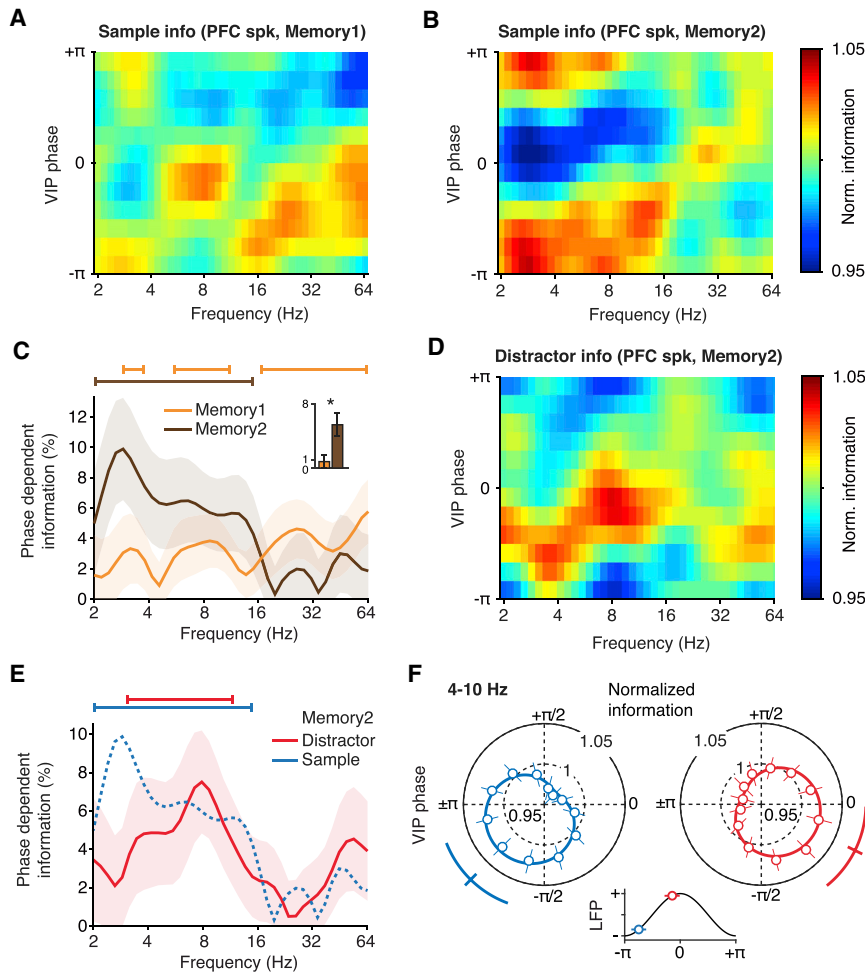 A
Sample info (PFC spk, Memory1)
+π
0
-π
VIP phase
2 4 8 16 32 64
Frequency (Hz)
B
Sample info (PFC spk, Memory2)
+π
0
-π
VIP phase
2 4 8 16 32 64
Frequency (Hz)
1.05
0.95
Norm. information
C
Memory1
Memory2
8
1
0
*
12
10
8
6
4
2
0
Phase dependent
information (%)
2 4 8 16 32 64
Frequency (Hz)
D
Distractor info (PFC spk, Memory2)
+π
0
-π
VIP phase
2 4 8 16 32 64
Frequency (Hz)
1.05
0.95
Norm. information
E
Memory2
Distractor
Sample
10
8
6
4
2
0
Phase dependent
information (%)
2 4 8 16 32 64
Frequency (Hz)
F
4-10 Hz
Normalized
information
VIP phase
+π/2
1.05
1
0.95
±π
0
-π/2
+π/2
1.05
1
0.95
±π
0
-π/2
LFP
+
-
-π 0 +π